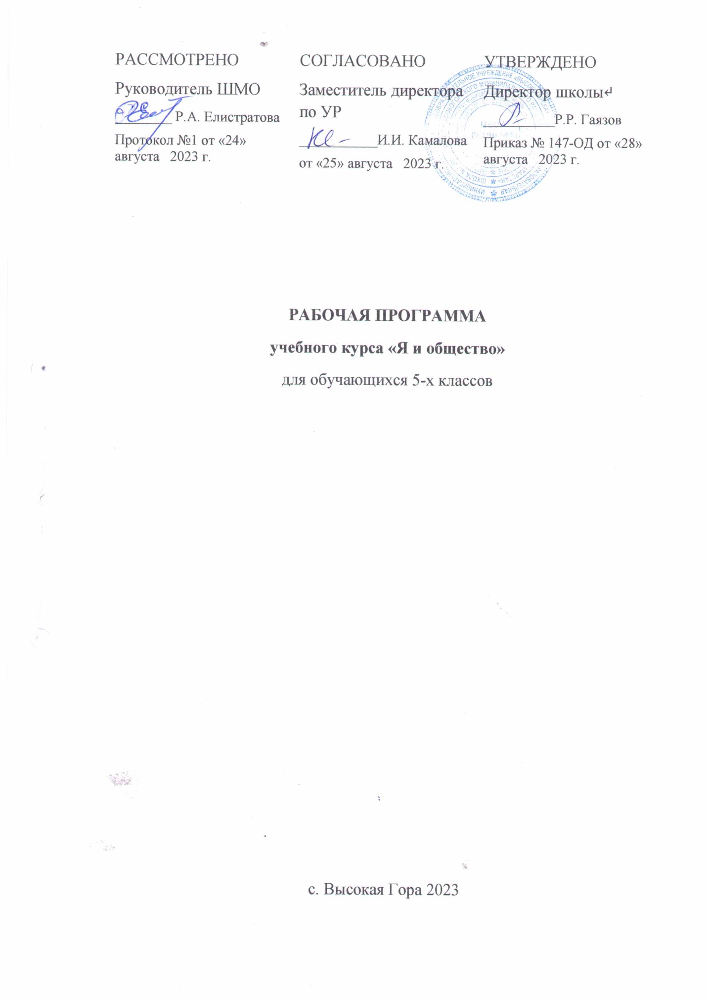 РАССМОТРЕНО
Руководитель ШМО
________ Р.А. Елистратова
Протокол №1 от «24»
августа 2023 г.
СОГЛАСОВАНО
Заместитель директора
по УР
___________И.И. Камалова
от «25» августа 2023 г.
УТВЕРЖДЕНО
Директор школы↵
__________Р.Р. Гаязов
Приказ № 147-ОД от «28»
августа 2023 г.
РАБОЧАЯ ПРОГРАММА
учебного курса «Я и общество»
для обучающихся 5-х классов
с. Высокая Гора 2023